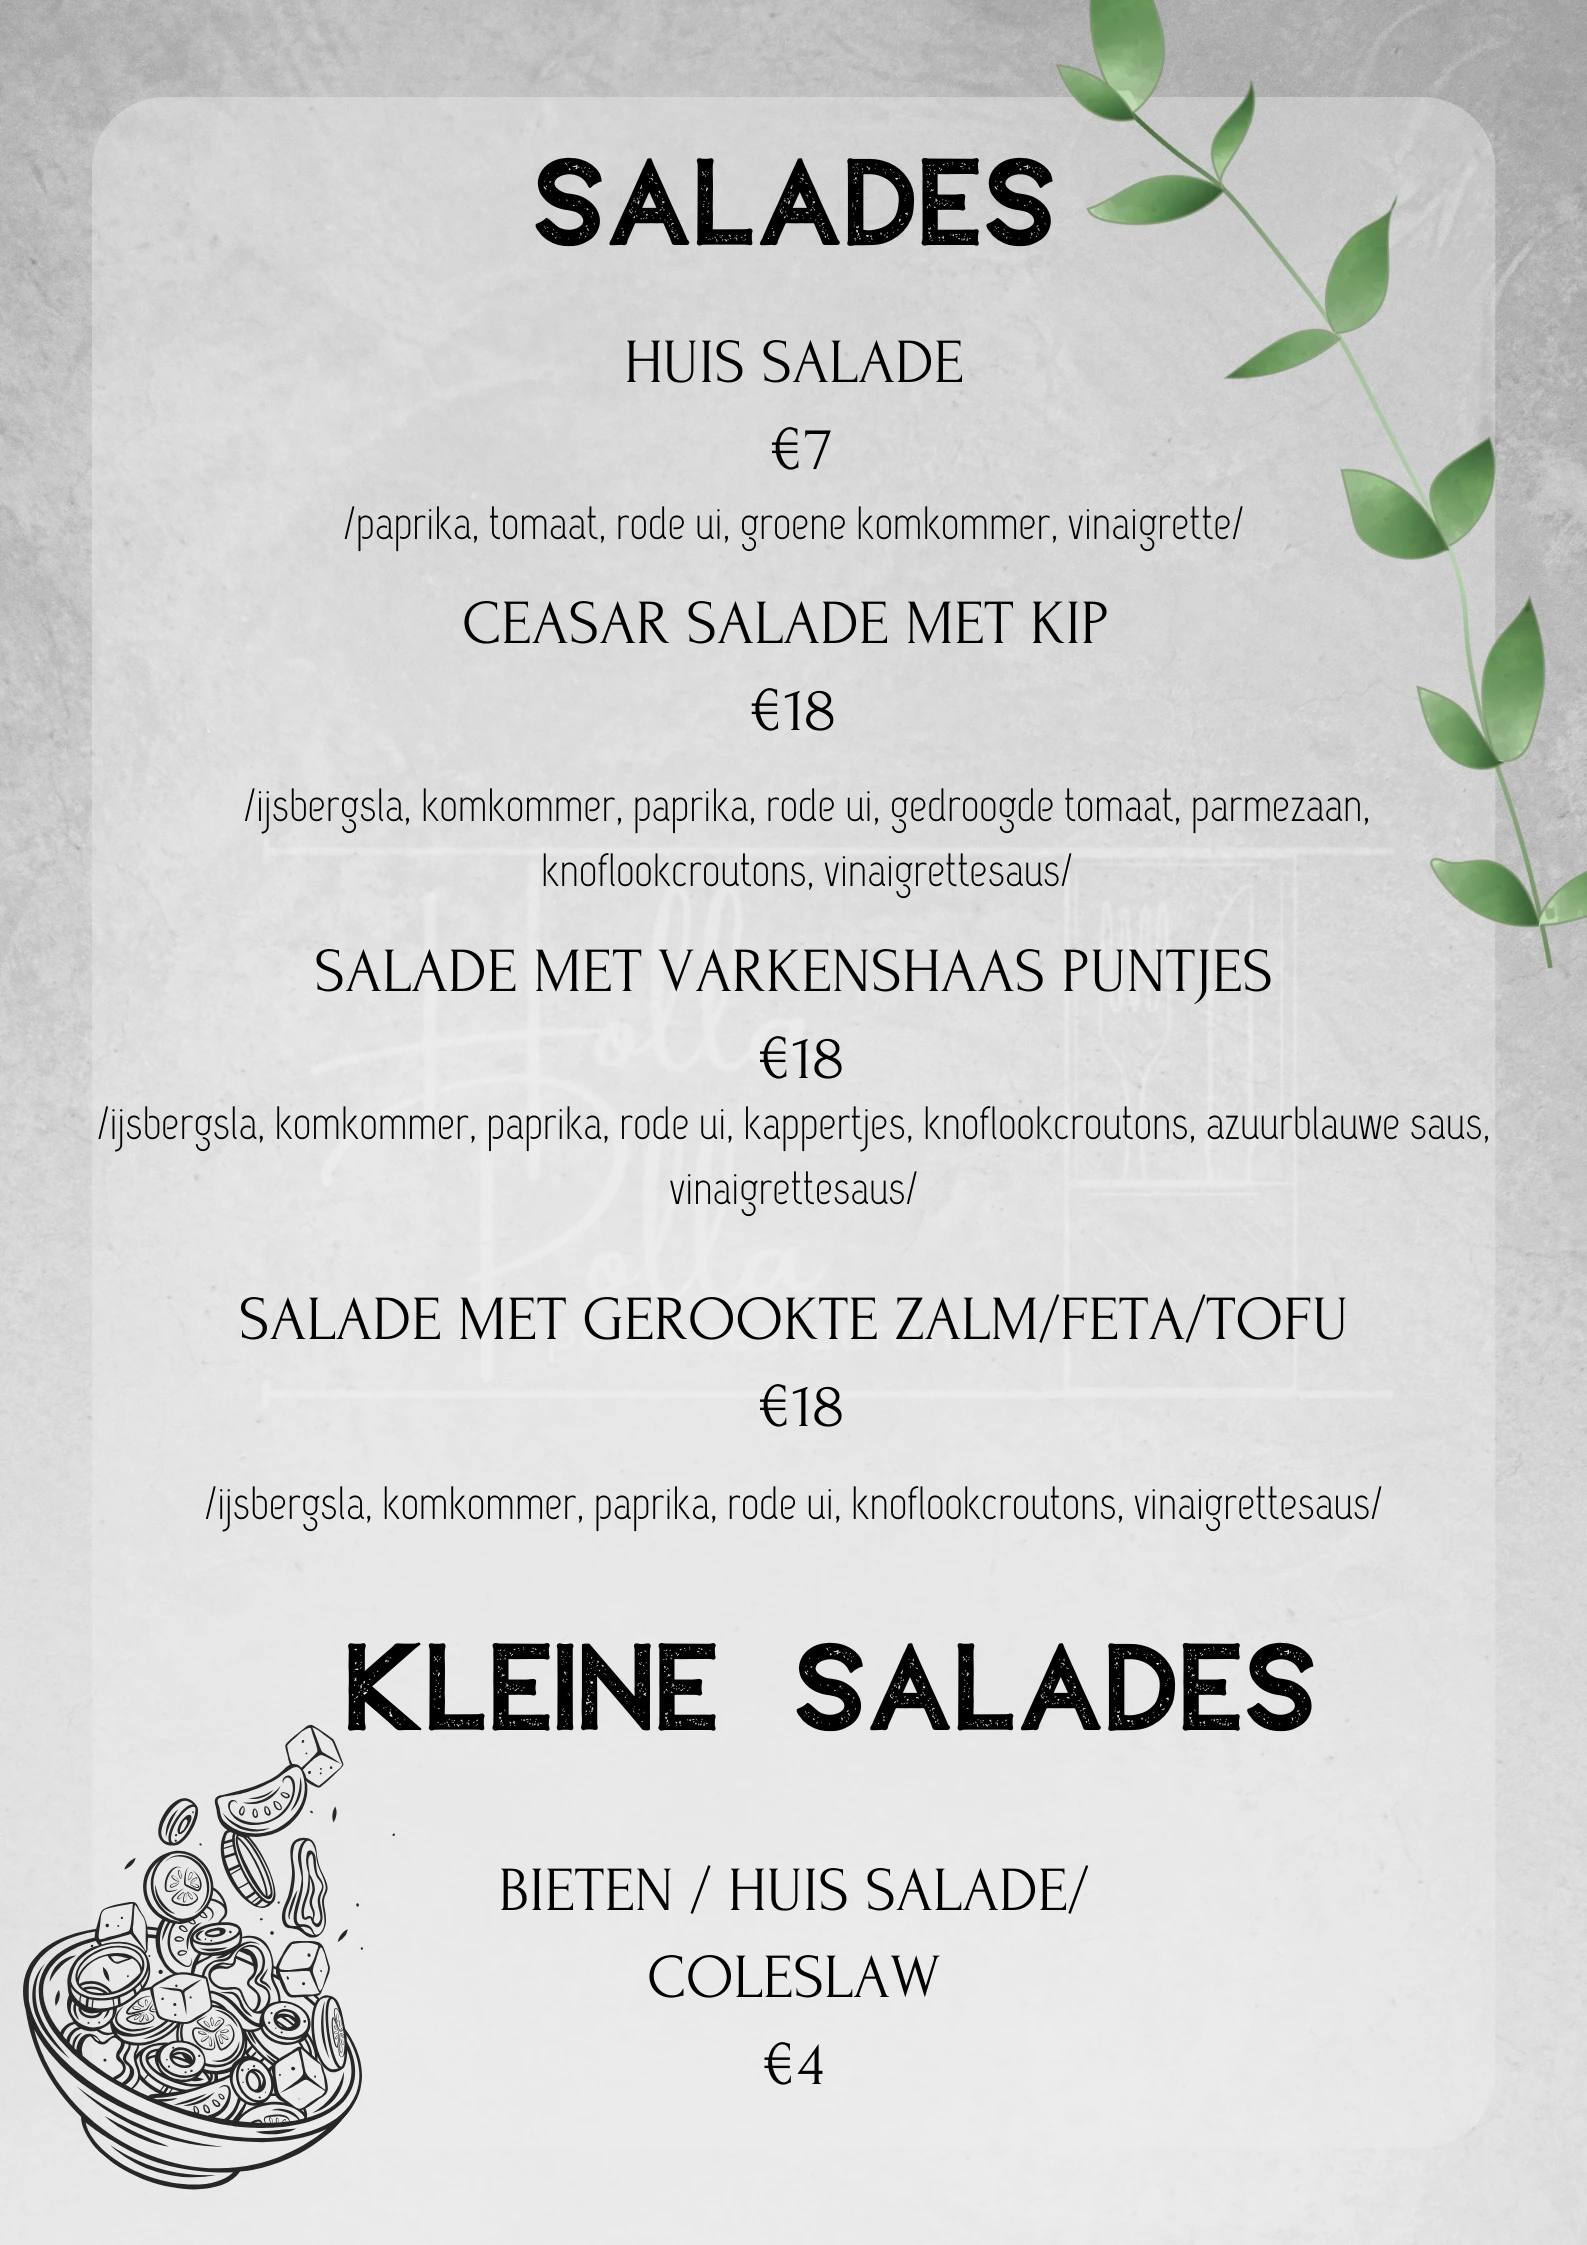 SALADES
HUIS SALADE
€7
/paprika, tomaat, rode ui, groene komkommer, vinaigrette/
CEASAR SALADE MET KIP
€18
/ijsbergsla, komkommer, paprika, rode ui, gedroogde tomaat, parmezaan,
knoflookcroutons, vinaigrettesaus/
SALADE MET VARKENSHAAS PUNTJES
€18
/ijsbergsla, komkommer, paprika, rode ui, kappertjes, knoflookcroutons, azuurblauwe saus,
vinaigrettesaus/
Holla
Polla
SALADE MET GEROOKTE ZALM/FETA/TOFU
€18
/ijsbergsla, komkommer, paprika, rode ui, knoflookcroutons, vinaigrettesaus/
KLEINE SALADES
BIETEN / HUIS SALADE/
COLESLAW
€4